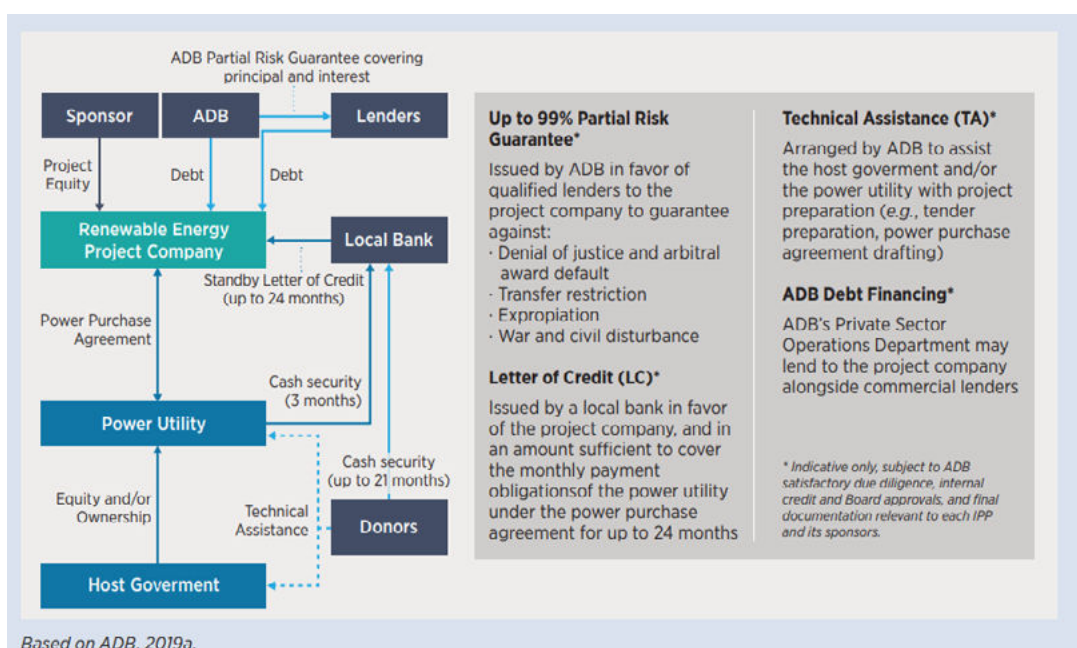 ADB Partial Risk Guarantee covering
principal and interest
Sponsor
ADB
Lenders
Project
Equity
Debt
Debt
Renewable Energy
Project Company
Local Bank
Standby Letter of Credit
(up to 24 months)
Power Purchase
Agreement
Cash security
(3 months)
Power Utility
Cash security
(up to 21 months)
Equity and/or
Ownership
Technical
Assistance
Donors
Host Goverment
Up to 99% Partial Risk
Guarantee*
Issued by ADB in favor of
qualified lenders to the
project company to guarantee
against:
· Denial of justice and arbitral
award default
· Transfer restriction
· Expropiation
· War and civil disturbance
Letter of Credit (LC)*
Issued by a local bank in favor
of the project company, and in
an amount sufficient to cover
the monthly payment
obligationsof the power utility
under the power purchase
agreement for up to 24 months
Technical Assistance (TA)*
Arranged by ADB to assist
the host goverment and/or
the power utility with project
preparation (e.g., tender
preparation, power purchase
agreement drafting)
ADB Debt Financing*
ADB's Private Sector
Operations Department may
lend to the project company
alongside commercial lenders
* Indicative only, subject to ADB
satisfactory due diligence, internal
credit and Board approvals, and final
documentation relevant to each IPP
and its sponsors.
Based on ADB, 2019a.